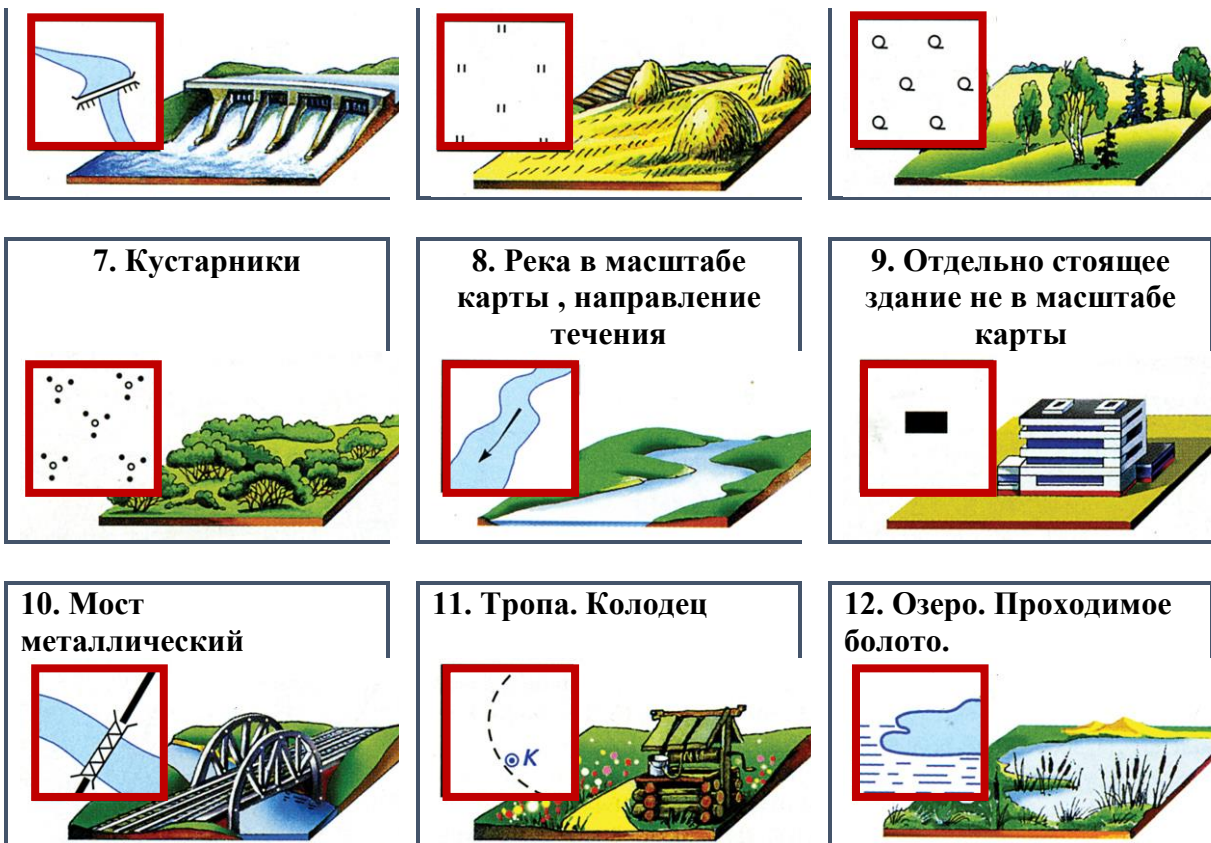 7. Кустарники
8. Река в масштабе
карты , направление
течения
9. Отдельно стоящее
здание не в масштабе
карты
10. Мост
металлический
11. Тропа. Колодец
К
12. Озеро. Проходимое
болото.